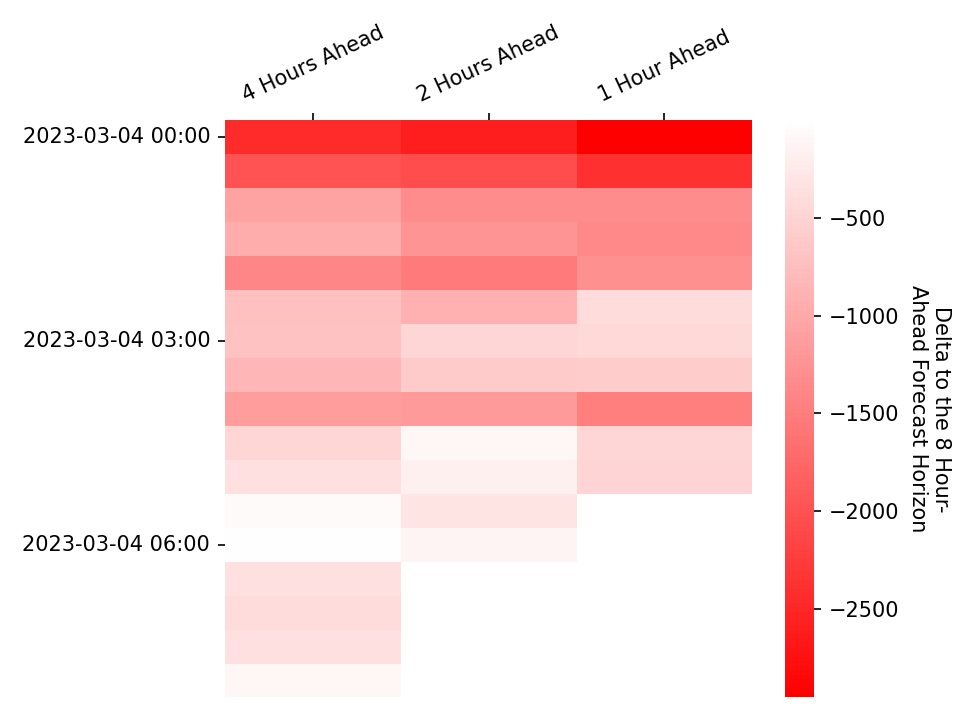 4 Hours Ahead
2 Hours Ahead
1 Hour Ahead
2023-03-04 00:00
2023-03-04 03:00
2023-03-04 06:00
−500
−1000
−1500
−2000
−2500
Delta to the 8 Hour-
Ahead Forecast Horizon